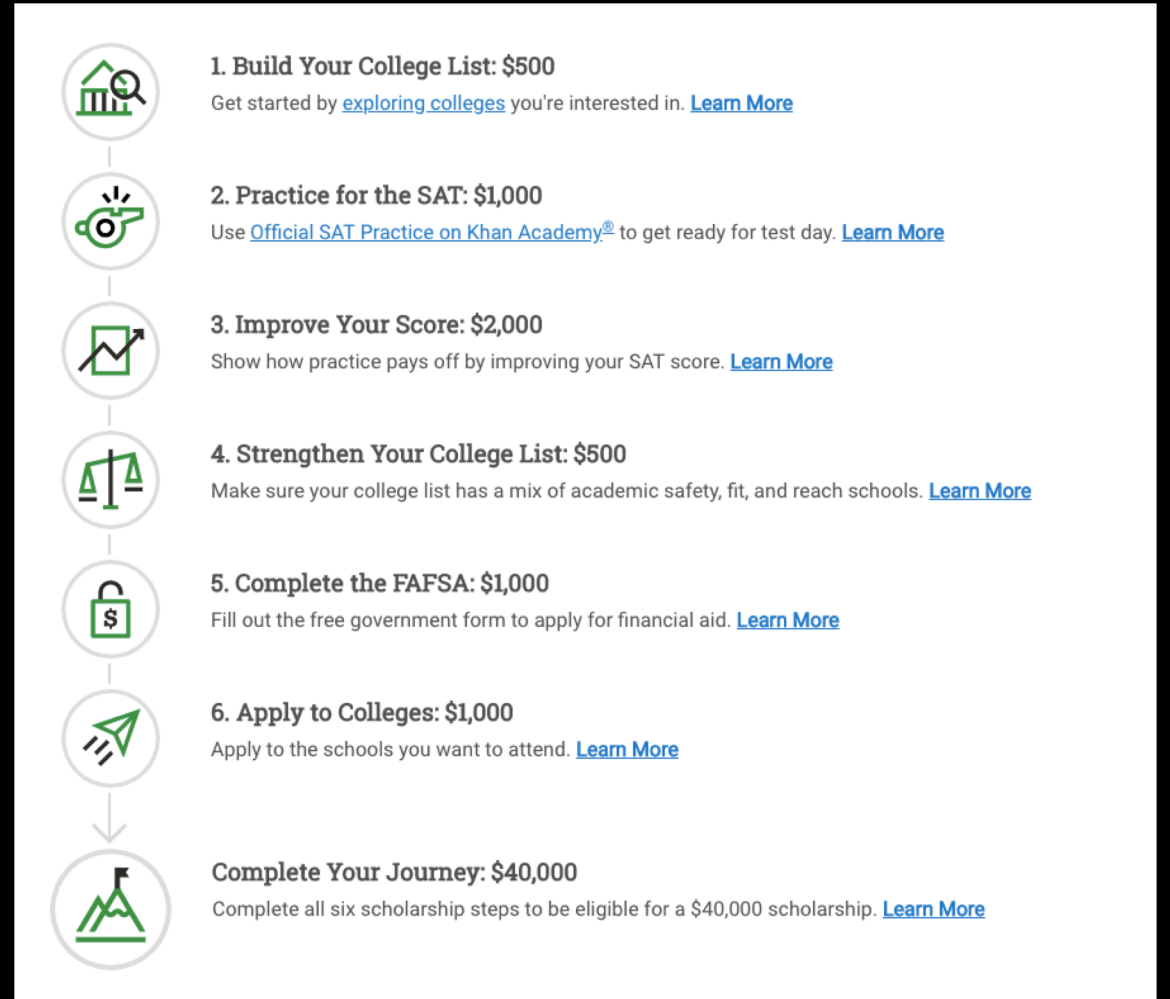 1. Build Your College List: $500
Get started by exploring colleges you're interested in. Learn More
2. Practice for the SAT: $1,000
Use Official SAT Practice on Khan Academy® to get ready for test day. Learn More
3. Improve Your Score: $2,000
Show how practice pays off by improving your SAT score. Learn More
4. Strengthen Your College List: $500
Make sure your college list has a mix of academic safety, fit, and reach schools. Learn More
$
5. Complete the FAFSA: $1,000
Fill out the free government form to apply for financial aid. Learn More
6. Apply to Colleges: $1,000
Apply to the schools you want to attend. Learn More
Complete Your Journey: $40,000
Complete all six scholarship steps to be eligible for a $40,000 scholarship. Learn More